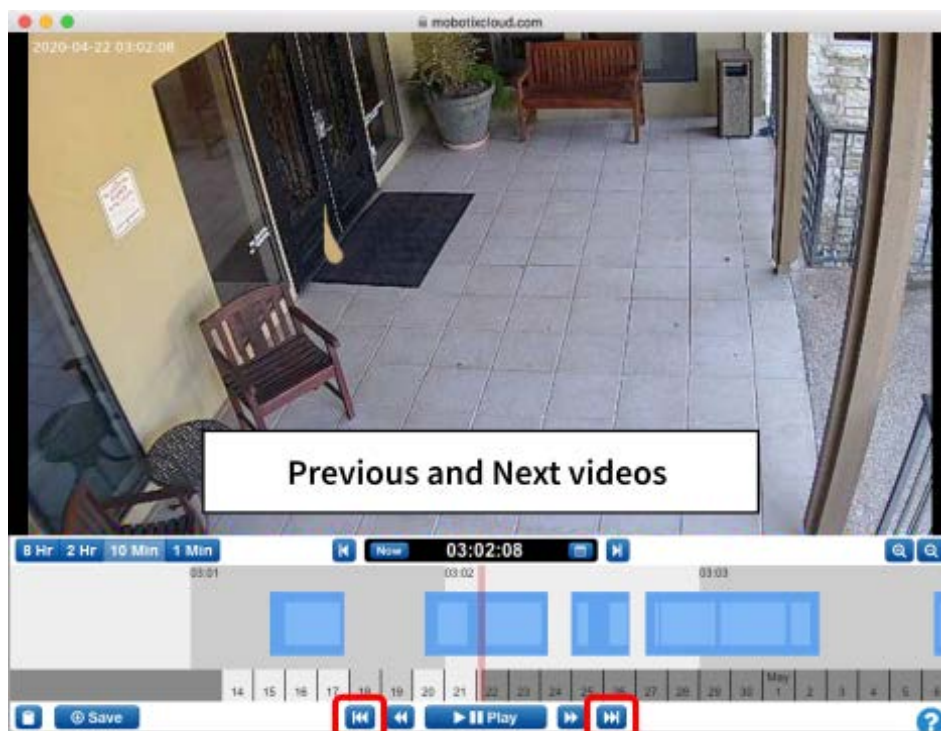 mobotixcloud.com
2020-04-22 03:02:08
Previous and Next videos
8 Hr 2 Hr 10 Min 1 Min
Now 03:02:08
03:01 03:02 03:03
May
14 15 16 17 18 19 20 21 22 23 24 25 26 27 28 29 30 1 2 3 4 5 6
Save
Play
?